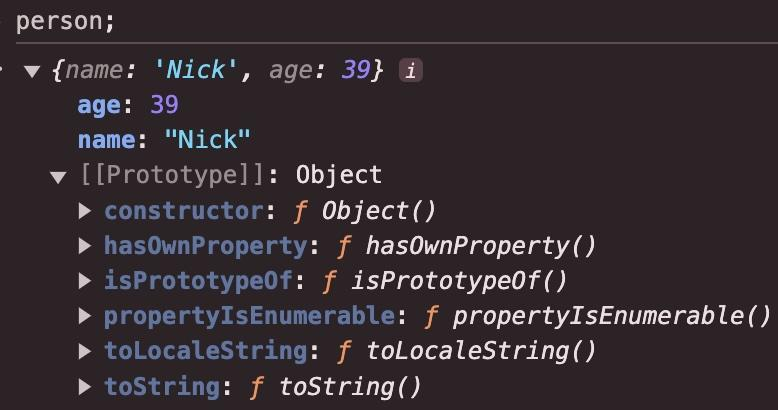 person;
▼ {name: 'Nick', age: 39} i
age: 39
name: "Nick"
▼ [[Prototype]]: Object
▶ constructor: ƒ Object()
▶ hasOwnProperty: ƒ hasOwnProperty()
▶ isPrototypeOf: ƒ isPrototypeOf()
▶ propertyIsEnumerable: ƒ propertyIsEnumerable()
▶ toLocaleString: ƒ toLocaleString()
▶ toString: ƒ toString()